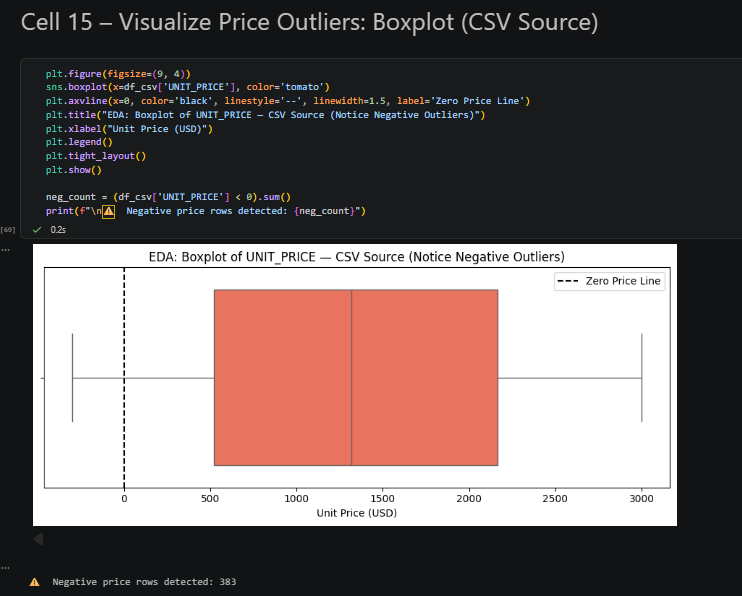 Cell 15 – Visualize Price Outliers: Boxplot (CSV Source)
plt.figure(figsize=(9, 4))
sns.boxplot(x=df_csv['UNIT_PRICE'], color='tomato')
plt.axvline(x=0, color='black', linestyle='--', linewidth=1.5, label='Zero Price Line')
plt.title("EDA: Boxplot of UNIT_PRICE — CSV Source (Notice Negative Outliers)")
plt.xlabel("Unit Price (USD)")
plt.legend()
plt.tight_layout()
plt.show()
neg_count = (df_csv['UNIT_PRICE'] < 0).sum()
print(f"\n⚠️  Negative price rows detected: {neg_count}")
[69]
✓ 0.2s
...
EDA: Boxplot of UNIT_PRICE — CSV Source (Notice Negative Outliers)
Zero Price Line
0 500 1000 1500 2000 2500 3000
Unit Price (USD)
...
⚠️  Negative price rows detected: 383